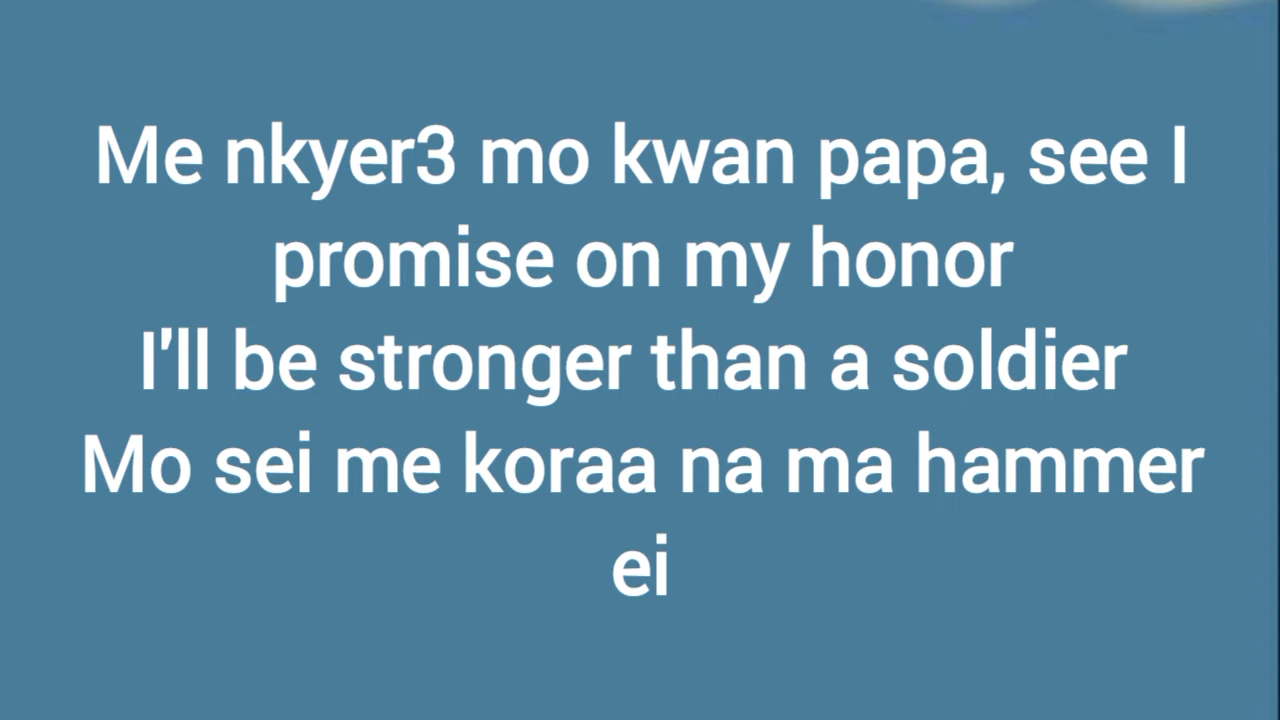 Me nkyer3 mo kwan papa, see I
promise on my honor
I'll be stronger than a soldier
Mo sei me koraa na ma hammer
ei